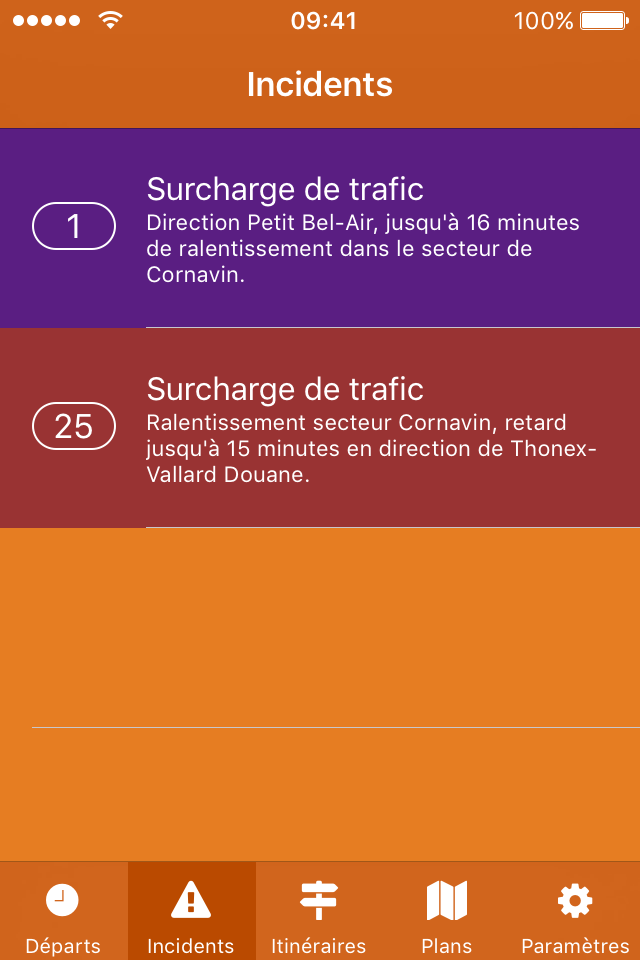 09:41
100%
Incidents
1
Surcharge de trafic
Direction Petit Bel-Air, jusqu'à 16 minutes
de ralentissement dans le secteur de
Cornavin.
25
Surcharge de trafic
Ralentissement secteur Cornavin, retard
jusqu'à 15 minutes en direction de Thonex-
Vallard Douane.
Départs
Incidents
Itinéraires
Plans
Paramètres